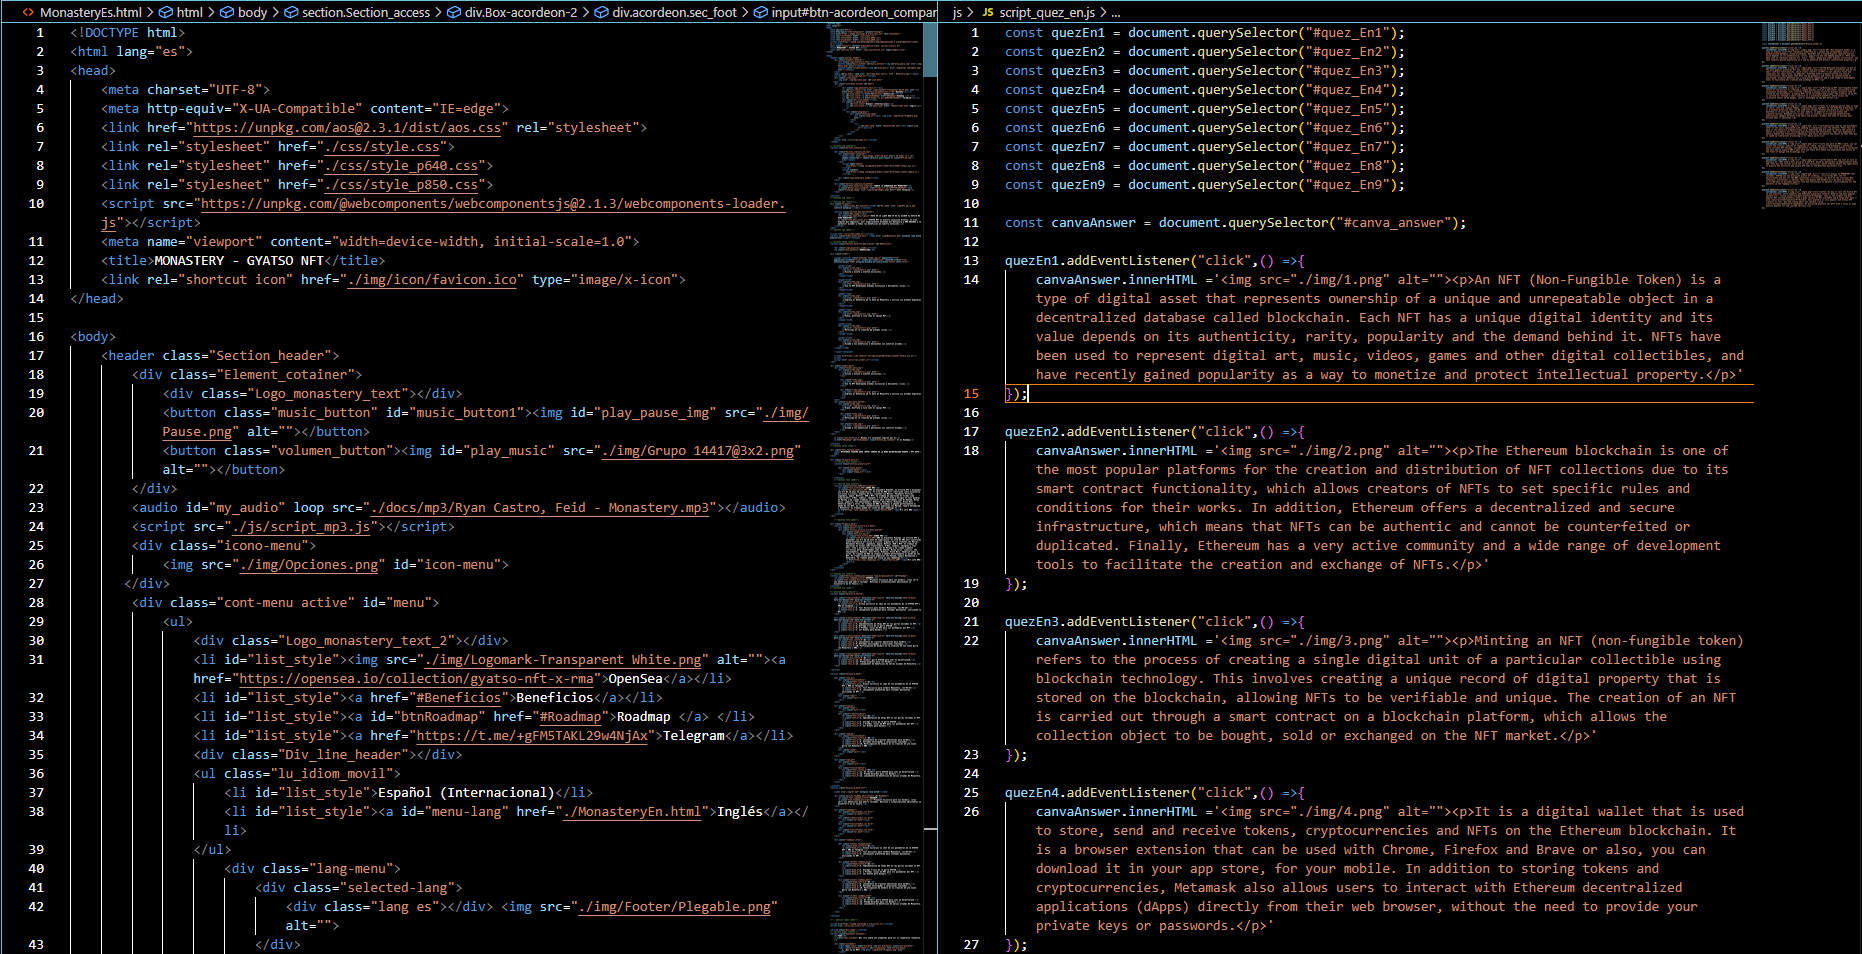 MonasteryEs.html > html > body > section.Section_access > div.Box-acordeon-2 > div.acordeon.sec_foot > input#btn-acordeon_compar
1 <!DOCTYPE html>
2 <html lang="es">
3 <head>
4 <meta charset="UTF-8">
5 <meta http-equiv="X-UA-Compatible" content="IE=edge">
6 <link href="https://unpkg.com/aos@2.3.1/dist/aos.css" rel="stylesheet">
7 <link rel="stylesheet" href="./css/style.css">
8 <link rel="stylesheet" href="./css/style_p640.css">
9 <link rel="stylesheet" href="./css/style_p850.css">
10 <script src="https://unpkg.com/@webcomponents/webcomponentsjs@2.1.3/webcomponents-loader.
js"></script>
11 <meta name="viewport" content="width=device-width, initial-scale=1.0">
12 <title>MONASTERY - GYATSO NFT</title>
13 <link rel="shortcut icon" href="./img/icon/favicon.ico" type="image/x-icon">
14 </head>
15
16 <body>
17 <header class="Section_header">
18 <div class="Element_cotainer">
19 <div class="Logo_monastery_text"></div>
20 <button class="music_button" id="music_button1"><img id="play_pause_img" src="./img/
Pause.png" alt=""></button>
21 <button class="volumen_button"><img id="play_music" src="./img/Grupo 14417@3x2.png"
alt=""></button>
22 </div>
23 <audio id="my_audio" loop src="./docs/mp3/Ryan Castro, Feid - Monastery.mp3"></audio>
24 <script src="./js/script_mp3.js"></script>
25 <div class="icono-menu">
26 <img src="./img/Opciones.png" id="icon-menu">
27 </div>
28 <div class="cont-menu active" id="menu">
29 <ul>
30 <div class="Logo_monastery_text_2"></div>
31 <li id="list_style"><img src="./img/Logomark-Transparent White.png" alt=""><a
href="https://opensea.io/collection/gyatso-nft-x-rma">OpenSea</a></li>
32 <li id="list_style"><a href="#Beneficios">Beneficios</a></li>
33 <li id="list_style"><a id="btnRoadmap" href="#Roadmap">Roadmap </a> </li>
34 <li id="list_style"><a href="https://t.me/+gFM5TAKL29w4NjAx">Telegram</a></li>
35 <div class="Div_line_header"></div>
36 <ul class="lu_idiom_movil">
37 <li id="list_style">Español (Internacional)</li>
38 <li id="list_style"><a id="menu-lang" href="./MonasteryEn.html">Inglés</a></
li>
39 </ul>
40 <div class="lang-menu">
41 <div class="selected-lang">
42 <div class="lang es"></div> <img src="./img/Footer/Plegable.png"
alt="">
43 </div>
js > JS script_quez_en.js > ...
1 const quezEn1 = document.querySelector("#quez_En1");
2 const quezEn2 = document.querySelector("#quez_En2");
3 const quezEn3 = document.querySelector("#quez_En3");
4 const quezEn4 = document.querySelector("#quez_En4");
5 const quezEn5 = document.querySelector("#quez_En5");
6 const quezEn6 = document.querySelector("#quez_En6");
7 const quezEn7 = document.querySelector("#quez_En7");
8 const quezEn8 = document.querySelector("#quez_En8");
9 const quezEn9 = document.querySelector("#quez_En9");
10
11 const canvaAnswer = document.querySelector("#canva_answer");
12
13 quezEn1.addEventListener("click",() =>{
14 canvaAnswer.innerHTML ='<img src="./img/1.png" alt=""><p>An NFT (Non-Fungible Token) is a
type of digital asset that represents ownership of a unique and unrepeatable object in a
decentralized database called blockchain. Each NFT has a unique digital identity and its
value depends on its authenticity, rarity, popularity and the demand behind it. NFTs have
been used to represent digital art, music, videos, games and other digital collectibles, and
have recently gained popularity as a way to monetize and protect intellectual property.</p>'
15 });
16
17 quezEn2.addEventListener("click",() =>{
18 canvaAnswer.innerHTML ='<img src="./img/2.png" alt=""><p>The Ethereum blockchain is one of
the most popular platforms for the creation and distribution of NFT collections due to its
smart contract functionality, which allows creators of NFTs to set specific rules and
conditions for their works. In addition, Ethereum offers a decentralized and secure
infrastructure, which means that NFTs can be authentic and cannot be counterfeited or
duplicated. Finally, Ethereum has a very active community and a wide range of development
tools to facilitate the creation and exchange of NFTs.</p>'
19 });
20
21 quezEn3.addEventListener("click",() =>{
22 canvaAnswer.innerHTML ='<img src="./img/3.png" alt=""><p>Minting an NFT (non-fungible token)
refers to the process of creating a single digital unit of a particular collectible using
blockchain technology. This involves creating a unique record of digital property that is
stored on the blockchain, allowing NFTs to be verifiable and unique. The creation of an NFT
is carried out through a smart contract on a blockchain platform, which allows the
collection object to be bought, sold or exchanged on the NFT market.</p>'
23 });
24
25 quezEn4.addEventListener("click",() =>{
26 canvaAnswer.innerHTML ='<img src="./img/4.png" alt=""><p>It is a digital wallet that is used
to store, send and receive tokens, cryptocurrencies and NFTs on the Ethereum blockchain. It
is a browser extension that can be used with Chrome, Firefox and Brave or also, you can
download it in your app store, for your mobile. In addition to storing tokens and
cryptocurrencies, Metamask also allows users to interact with Ethereum decentralized
applications (dApps) directly from their web browser, without the need to provide your
private keys or passwords.</p>'
27 });